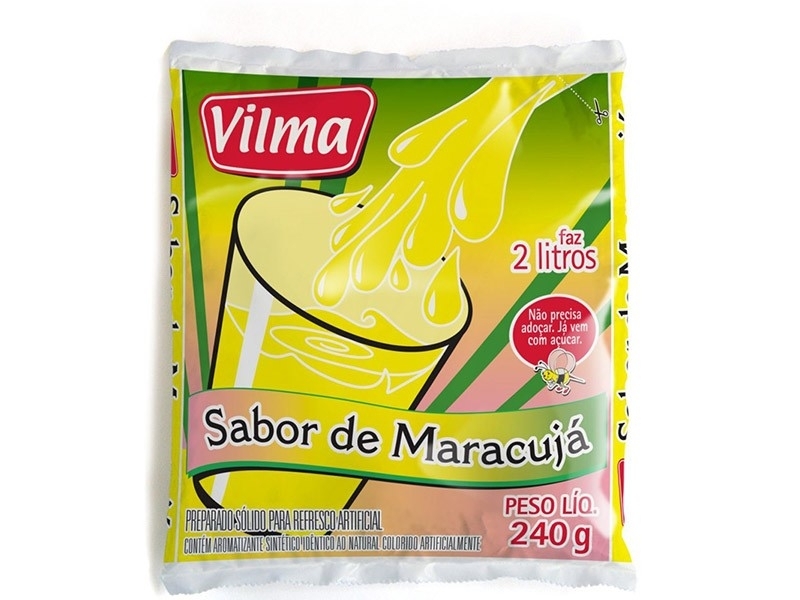 Vilma
faz
2 litros
Não precisa
adoçar. Já vem
com açúcar.
Sabor de Maracujá
PESO LÍQ.
240 g
PREPARADO SÓLIDO PARA REFRESCO ARTIFICIAL
CONTÉM AROMATIZANTE SINTÉTICO IDÊNTICO AO NATURAL COLORIDO ARTIFICIALMENTE